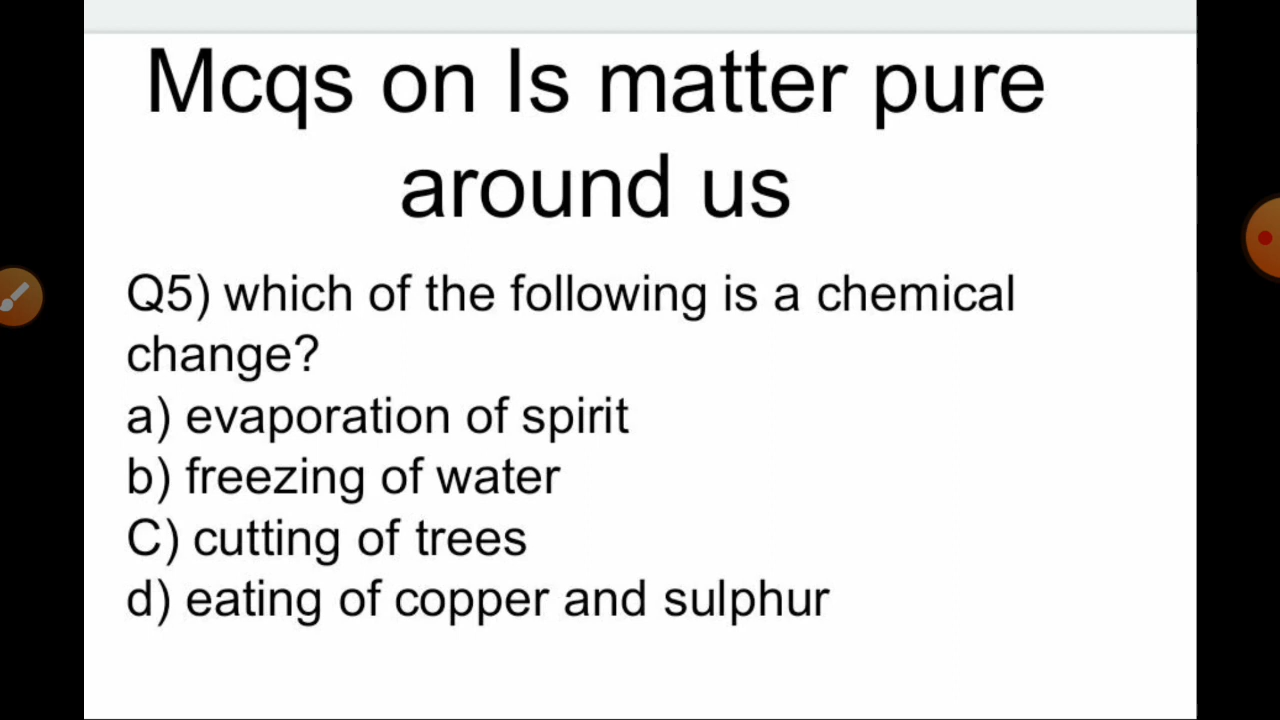 Mcqs on Is matter pure
around us
Q5) which of the following is a chemical
change?
a) evaporation of spirit
b) freezing of water
C) cutting of trees
d) eating of copper and sulphur